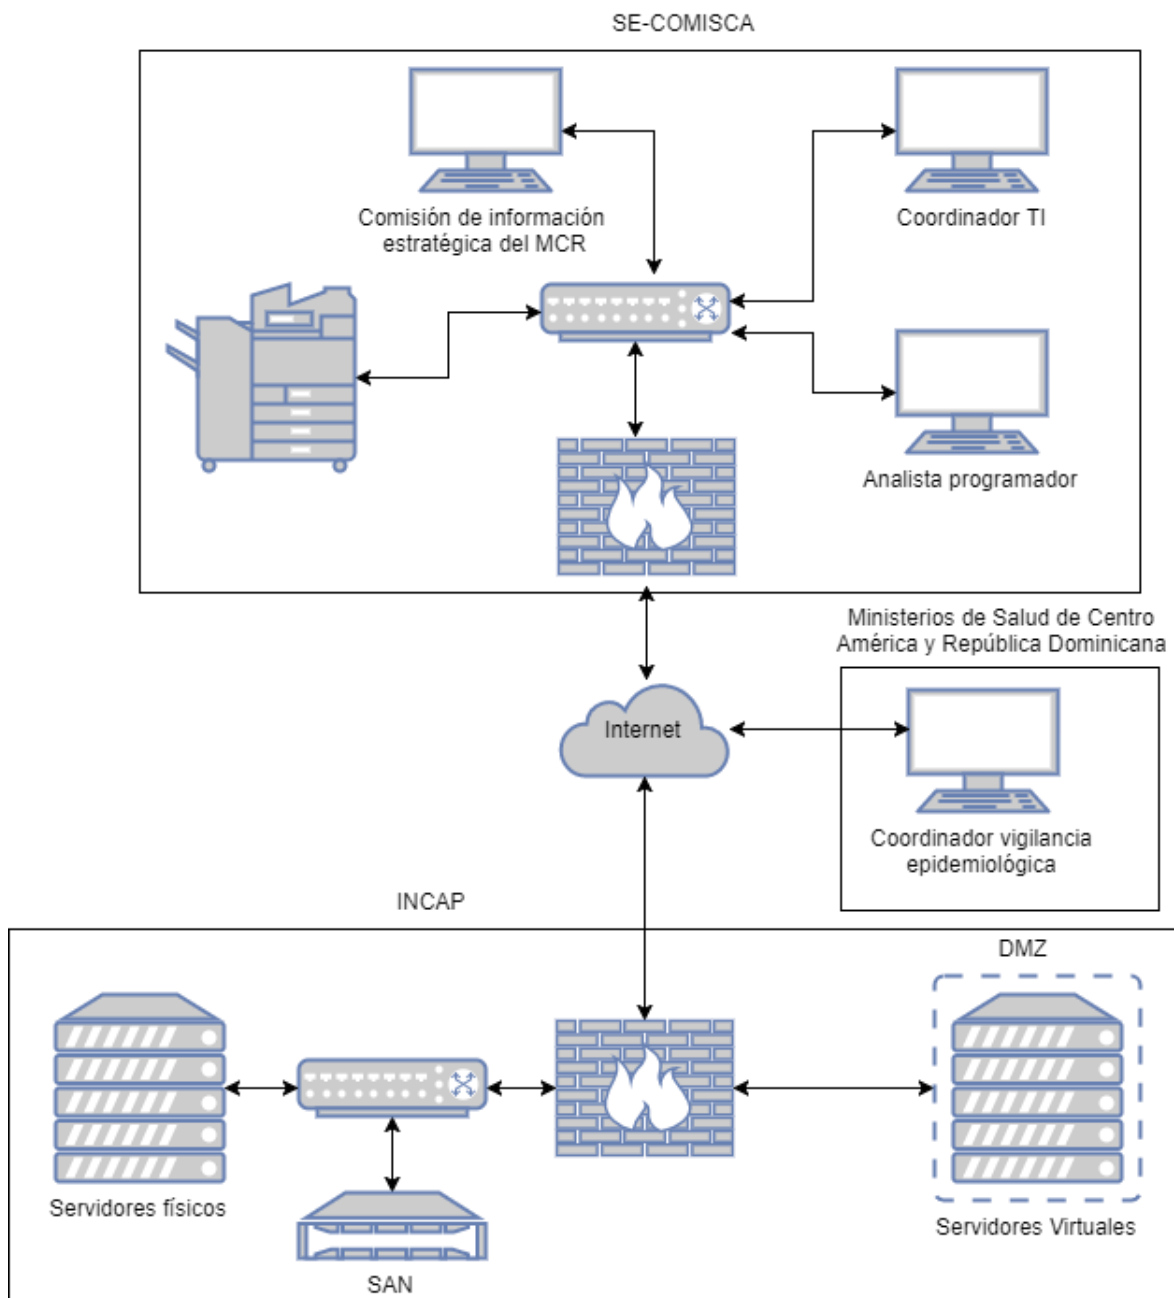 SE-COMISCA
Comisión de información
estratégica del MCR
Coordinador TI
Analista programador
Ministerios de Salud de Centro
América y República Dominicana
Internet
Coordinador vigilancia
epidemiológica
INCAP
DMZ
Servidores físicos
Servidores Virtuales
SAN